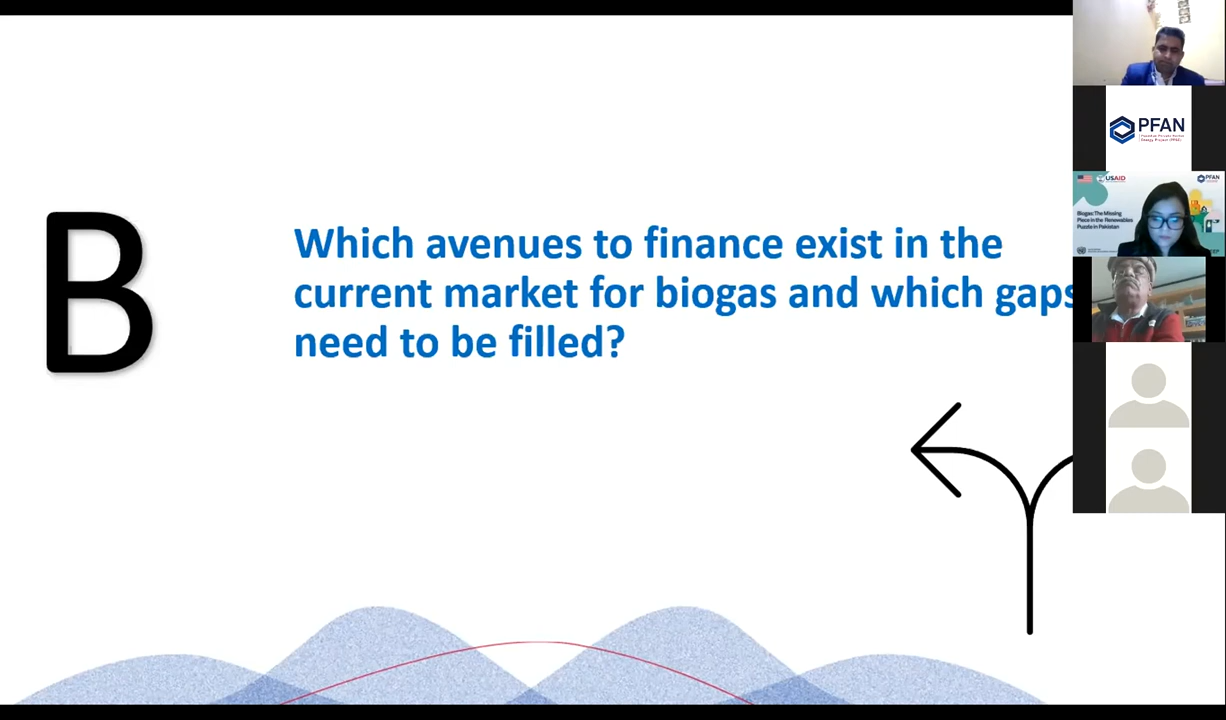 B
Which avenues to finance exist in the
current market for biogas and which gaps
need to be filled?
PFAN
USAID
PFAN
Biogas: The Missing
Piece in the Renewables
Puzzle in Pakistan